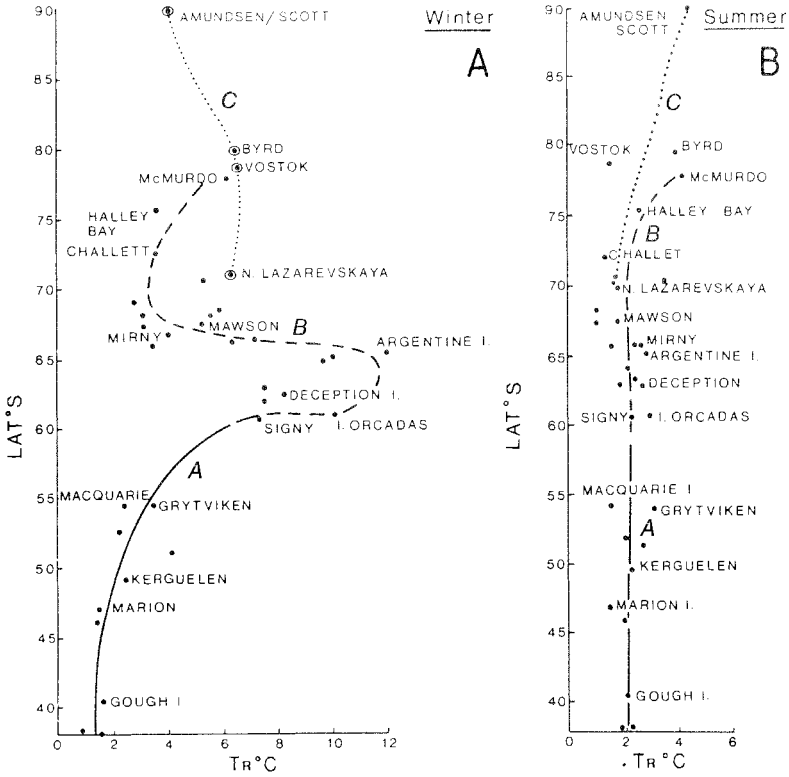 Winter
A
90
85
80
75
70
65
60
55
50
45
40
LAT°S
AMUNDSEN/SCOTT
C
BYRD
VOSTOK
McMURDO
HALLEY
BAY
CHALLETT
N. LAZAREVSKAYA
MAWSON
B
MIRNY
ARGENTINE I.
DECEPTION I.
SIGNY
I. ORCADAS
A
MACQUARIE
GRYTVIKEN
KERGUELEN
MARION
GOUGH I
0 2 4 6 8 10 12
TR°C
Summer
B
90
85
80
75
70
65
60
55
50
45
40
LAT°S
AMUNDSEN
SCOTT
C
VOSTOK
BYRD
McMURDO
HALLEY BAY
B
CHALLET
N. LAZAREVSKAYA
MAWSON
MIRNY
ARGENTINE I.
DECEPTION
SIGNY
I. ORCADAS
MACQUARIE I
GRYTVIKEN
A
KERGUELEN
MARION I.
GOUGH I.
0 2 4 6
TR°C